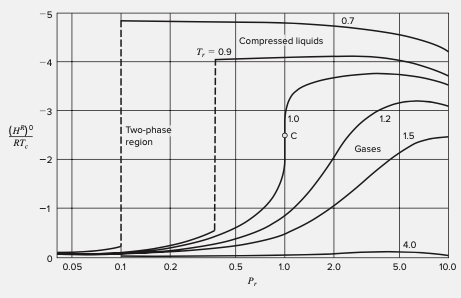 −5
0.7
Compressed liquids
T_r = 0.9
−4
−3
1.0
1.2
(H^R)^0
RT_c
Two-phase
region
C
1.5
Gases
−2
−1
4.0
0
0.05
0.1
0.2
0.5
1.0
2.0
5.0
10.0
P_r